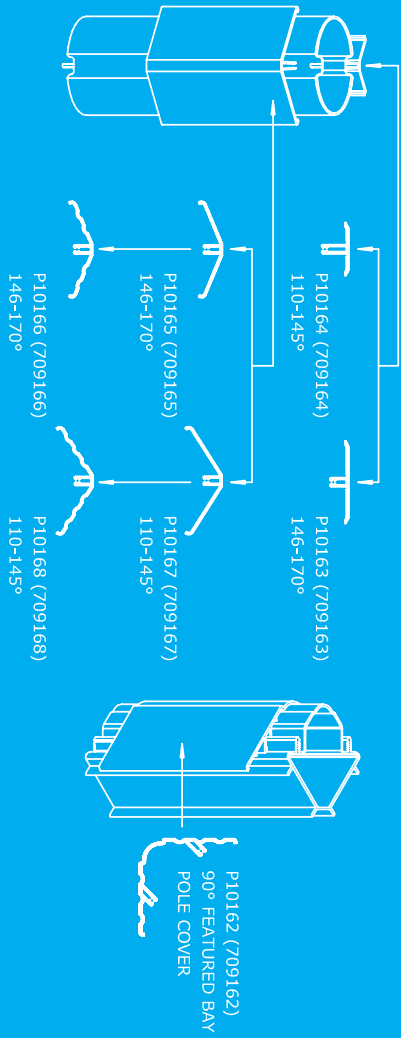 P10164 (709164)
110-145°
P10163 (709163)
146-170°
P10165 (709165)
146-170°
P10167 (709167)
110-145°
P10166 (709166)
146-170°
P10168 (709168)
110-145°
P10162 (709162)
90° FEATURED BAY
POLE COVER